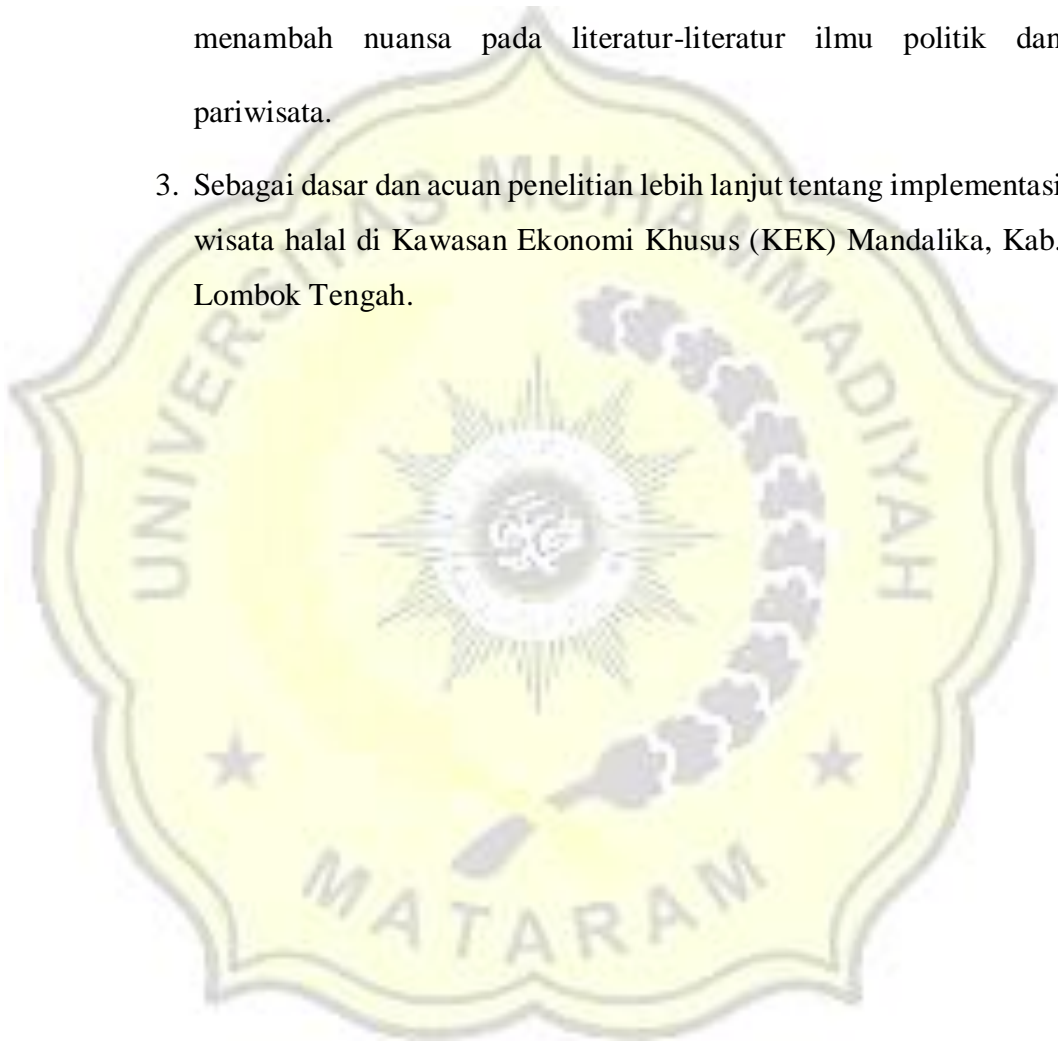 menambah nuansa pada literatur-literatur ilmu politik dan
pariwisata.
3. Sebagai dasar dan acuan penelitian lebih lanjut tentang implementasi
wisata halal di Kawasan Ekonomi Khusus (KEK) Mandalika, Kab.
Lombok Tengah.
UNIVERSITAS MUHAMMADIYAH
MATARAM